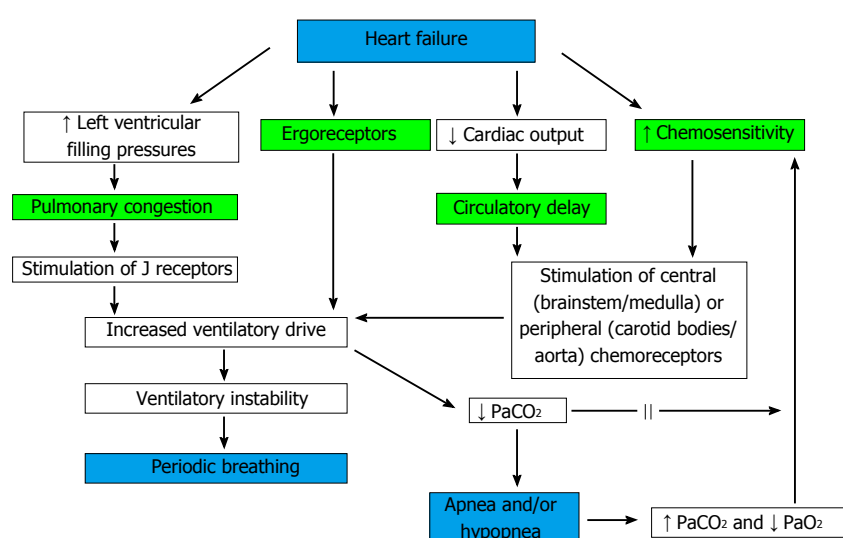 Heart failure
↑ Left ventricular
filling pressures
Ergoreceptors
↓ Cardiac output
↑ Chemosensitivity
Pulmonary congestion
Circulatory delay
Stimulation of J receptors
Stimulation of central
(brainstem/medulla) or
peripheral (carotid bodies/
aorta) chemoreceptors
Increased ventilatory drive
Ventilatory instability
↓ PaCO2
||
Periodic breathing
Apnea and/or
hypopnea
↑ PaCO2 and ↓ PaO2